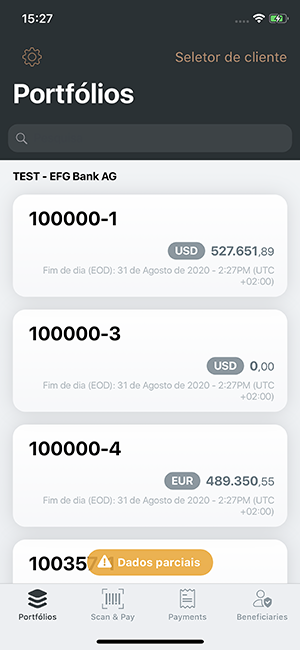 15:27
Seletor de cliente
Portfólios
TEST - EFG Bank AG
100000-1
USD 527.651,89
Fim de dia (EOD): 31 de Agosto de 2020 - 2:27PM (UTC
+02:00)
100000-3
USD 0,00
Fim de dia (EOD): 31 de Agosto de 2020 - 2:27PM (UTC
+02:00)
100000-4
EUR 489.350,55
Fim de dia (EOD): 31 de Agosto de 2020 - 2:27PM (UTC
+02:00)
Dados parciais
Portfólios
Scan & Pay
Payments
Beneficiaries